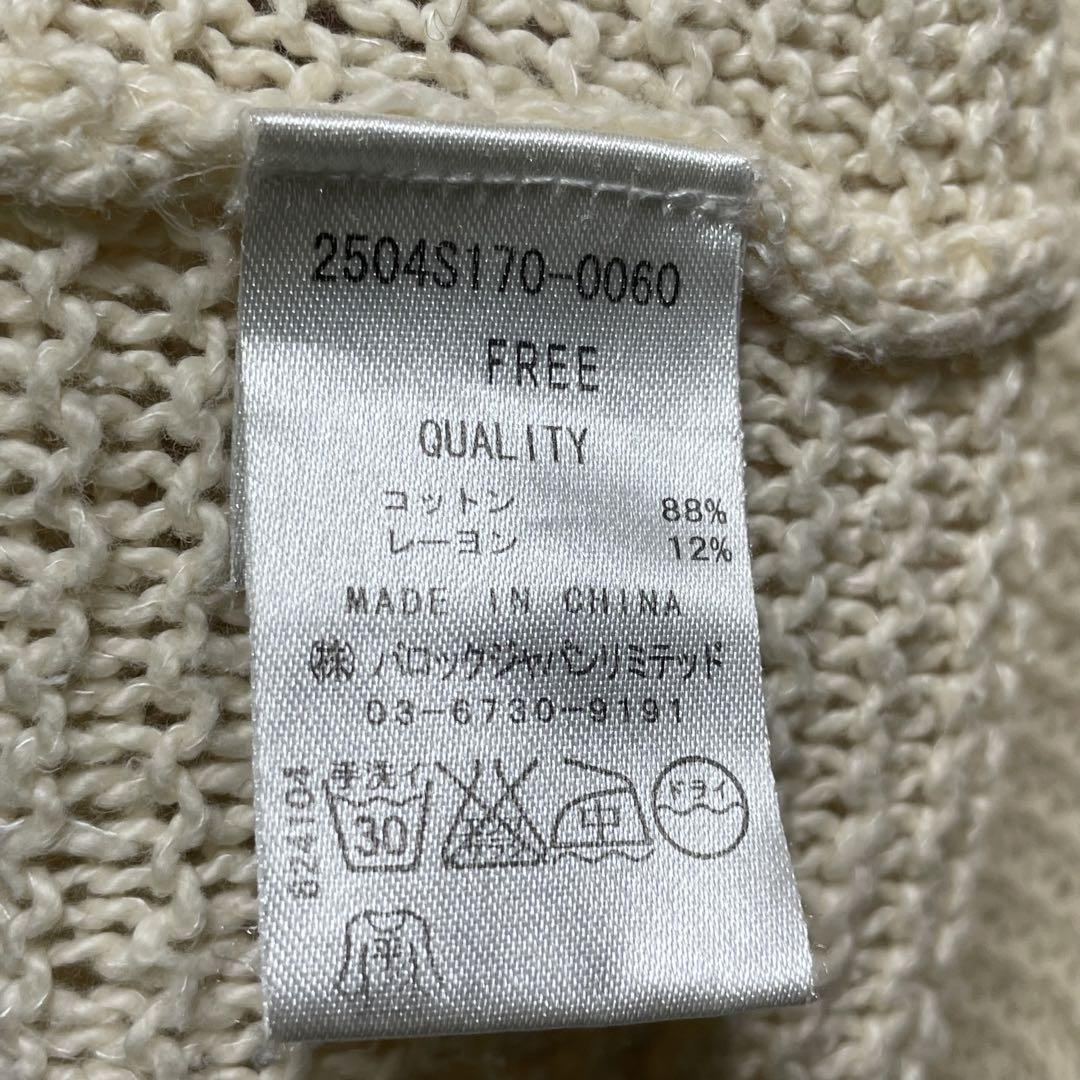 2504S170-0060
FREE
QUALITY
コットン 88%
レーヨン 12%
MADE IN CHINA
(株)バロックジャパンリミテッド
03-6730-9191
6241104
手洗イ
30
中
ドライ
平